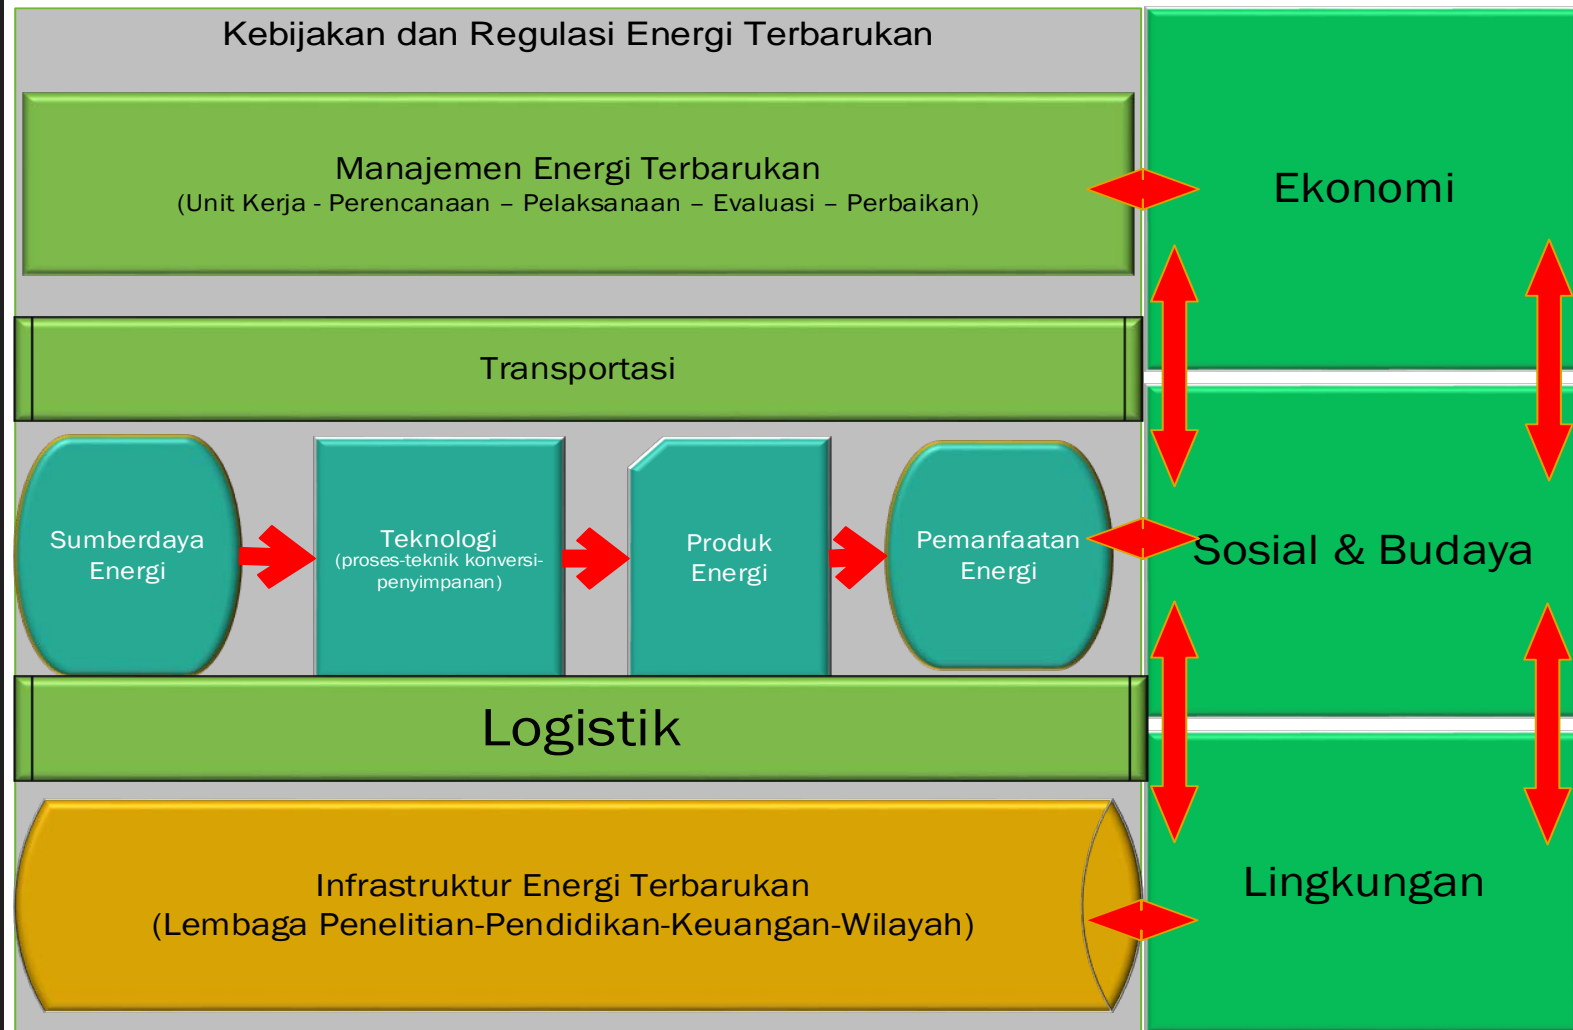 Kebijakan dan Regulasi Energi Terbarukan
Manajemen Energi Terbarukan
(Unit Kerja - Perencanaan – Pelaksanaan – Evaluasi – Perbaikan)
Ekonomi
Transportasi
Sumberdaya
Energi
Teknologi
(proses-teknik konversi-
penyimpanan)
Produk
Energi
Pemanfaatan
Energi
Sosial & Budaya
Logistik
Infrastruktur Energi Terbarukan
(Lembaga Penelitian-Pendidikan-Keuangan-Wilayah)
Lingkungan